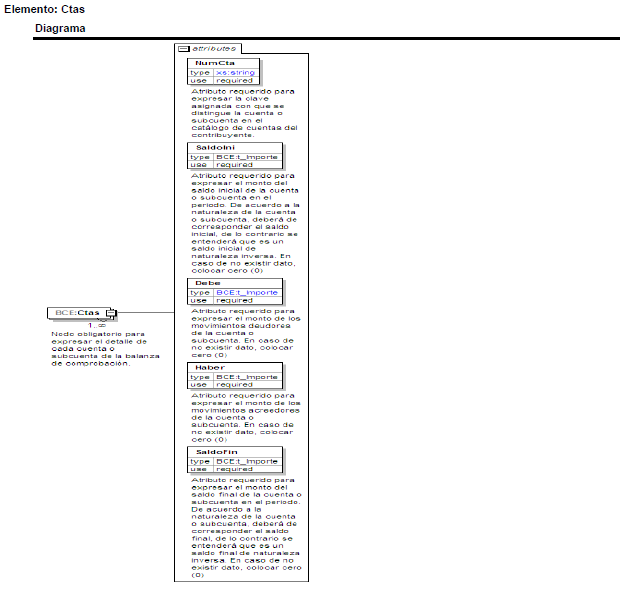 Elemento: Ctas
Diagrama
attributes
NumCta
type xs:string
use required
Atributo requerido para
expresar la clave
asignada con que se
distingue la cuenta o
subcuenta en el
catálogo de cuentas del
contribuyente.
SaldoIni
type BCE:t_Importe
use required
Atributo requerido para
expresar el monto del
saldo inicial de la cuenta
o subcuenta en el
periodo. De acuerdo a la
naturaleza de la cuenta
o subcuenta, deberá de
corresponder el saldo
inicial, de lo contrario se
entenderá que es un
saldo inicial de
naturaleza inversa. En
caso de no existir dato,
colocar cero (0)
Debe
type BCE:t_Importe
use required
Atributo requerido para
expresar el monto de los
movimientos deudores
de la cuenta o
subcuenta. En caso de
no existir dato, colocar
cero (0)
BCE:Ctas
1..∞
Nodo obligatorio para
expresar el detalle de
cada cuenta o
subcuenta de la balanza
de comprobación.
Haber
type BCE:t_Importe
use required
Atributo requerido para
expresar el monto de los
movimientos acreedores
de la cuenta o
subcuenta. En caso de
no existir dato, colocar
cero (0)
SaldoFin
type BCE:t_Importe
use required
Atributo requerido para
expresar el monto del
saldo final de la cuenta o
subcuenta en el periodo.
De acuerdo a la
naturaleza de la cuenta
o subcuenta, deberá de
corresponder el saldo
final, de lo contrario se
entenderá que es un
saldo final de naturaleza
inversa. En caso de no
existir dato, colocar cero
(0)